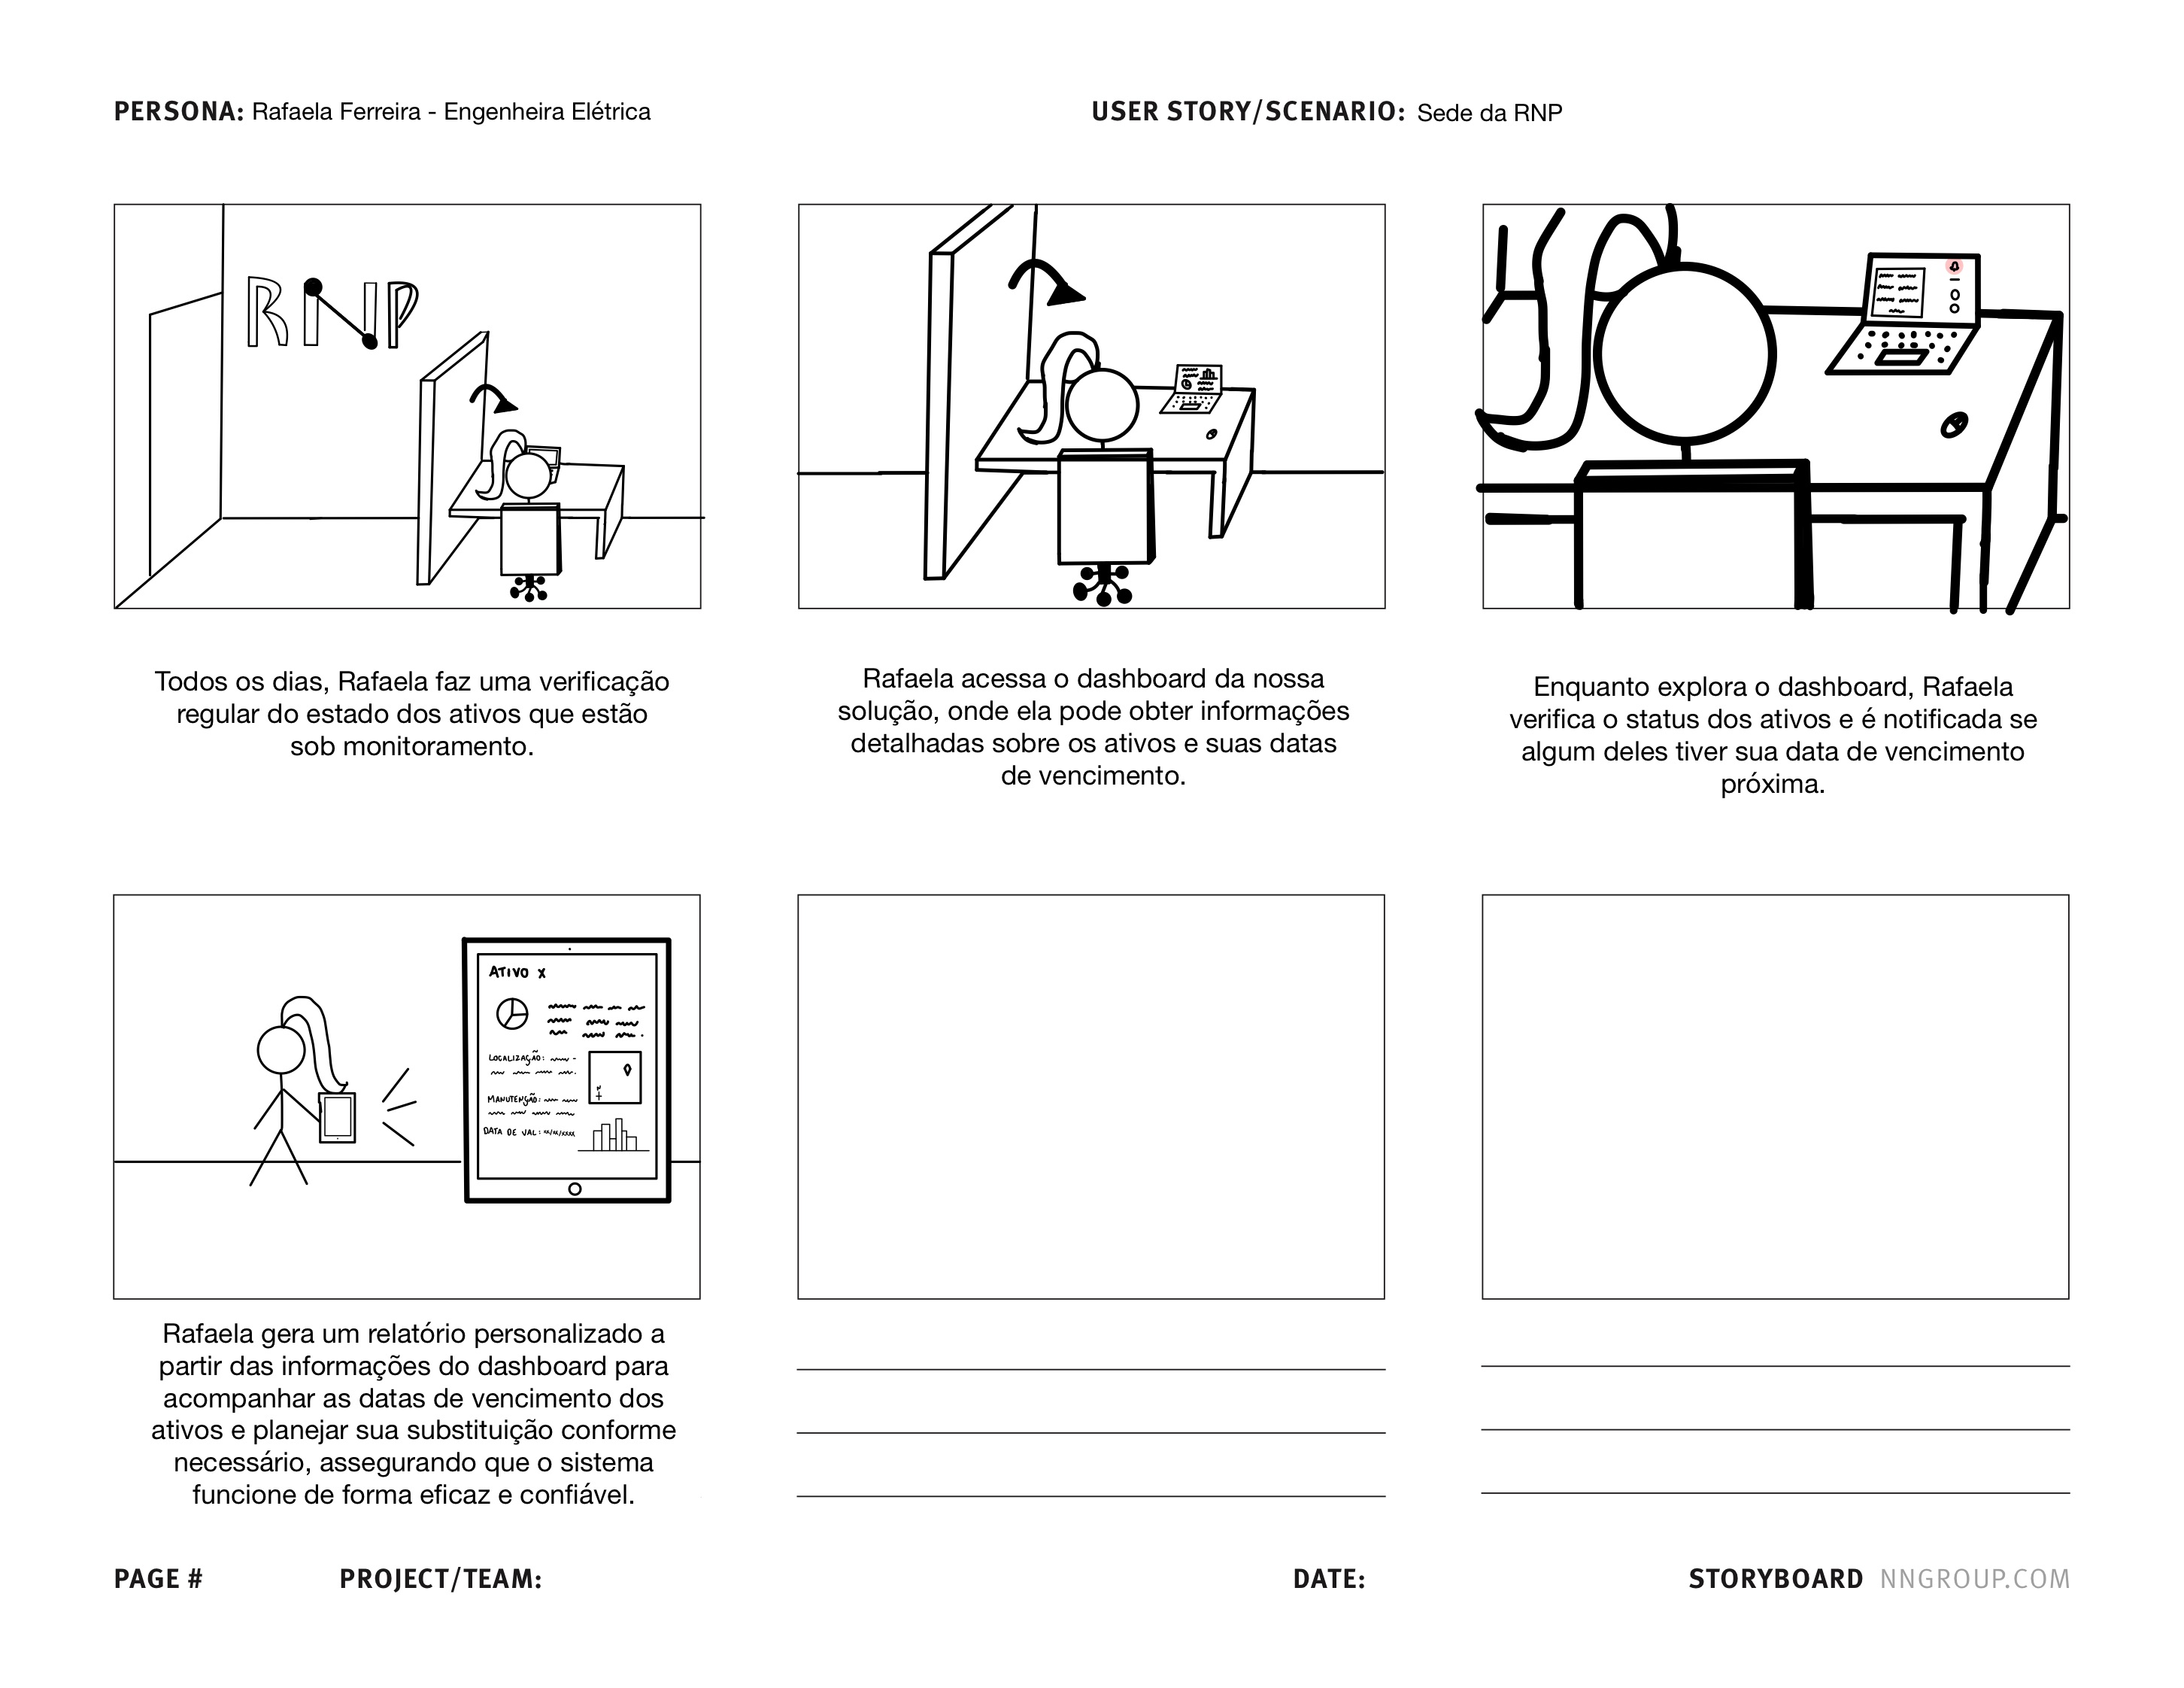 PERSONA: Rafaela Ferreira - Engenheira Elétrica
USER STORY/SCENARIO: Sede da RNP
RNP
Todos os dias, Rafaela faz uma verificação
regular do estado dos ativos que estão
sob monitoramento.
Rafaela acessa o dashboard da nossa
solução, onde ela pode obter informações
detalhadas sobre os ativos e suas datas
de vencimento.
Enquanto explora o dashboard, Rafaela
verifica o status dos ativos e é notificada se
algum deles tiver sua data de vencimento
próxima.
ATIVO X
LOCALIZAÇÃO:
MANUTENÇÃO:
DATA DE VAL: xx/xx/xxxx
Rafaela gera um relatório personalizado a
partir das informações do dashboard para
acompanhar as datas de vencimento dos
ativos e planejar sua substituição conforme
necessário, assegurando que o sistema
funcione de forma eficaz e confiável.
PAGE #
PROJECT/TEAM:
DATE:
STORYBOARD NNGROUP.COM